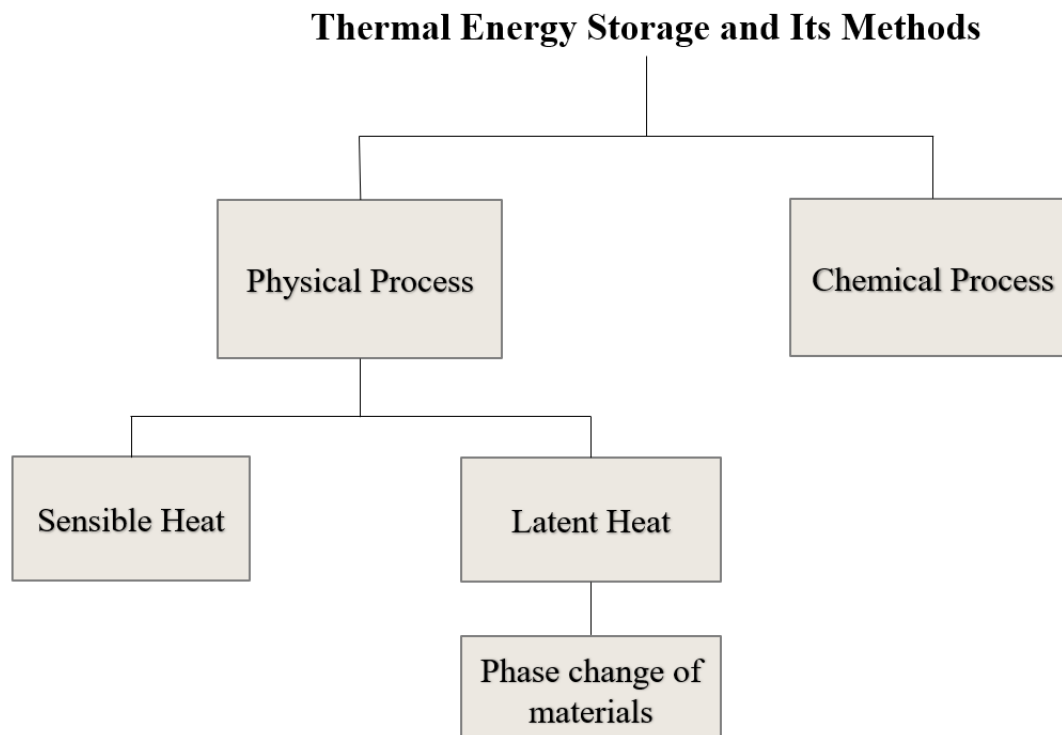 Thermal Energy Storage and Its Methods
Physical Process
Chemical Process
Sensible Heat
Latent Heat
Phase change of
materials